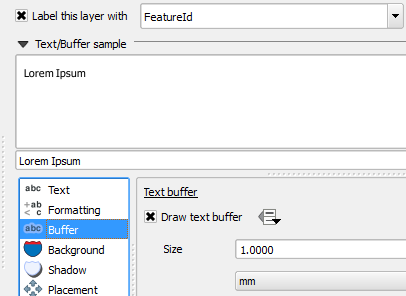 Label this layer with FeatureId
Text/Buffer sample
Lorem Ipsum
Lorem Ipsum
abc Text
+ab
< c Formatting
abc Buffer
Background
Shadow
Placement
Text buffer
Draw text buffer
Size 1.0000
mm